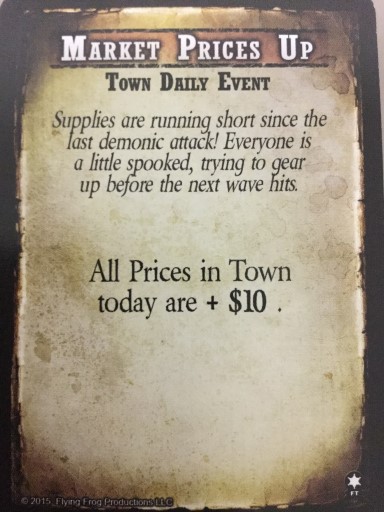 Market Prices Up
Town Daily Event
Supplies are running short since the
last demonic attack! Everyone is
a little spooked, trying to gear
up before the next wave hits.
All Prices in Town
today are + $10 .
FT
© 2015, Flying Frog Productions LLC